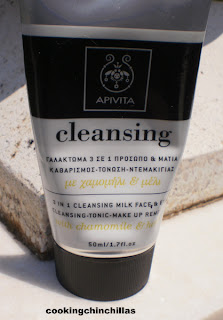 APIVITA
cleansing
ΓΑΛΑΚΤΩΜΑ 3 ΣΕ 1 ΠΡΟΣΩΠΟ & ΜΑΤΙΑ
ΚΑΘΑΡΙΣΜΟΣ-ΤΟΝΩΣΗ-ΝΤΕΜΑΚΙΓΙΑΖ
με χαμομήλι & μέλι
3 IN 1 CLEANSING MILK FACE &
CLEANSING-TONIC-MAKE UP
with chamomile &
50ml/1.7fl.oz
cookingchinchillas